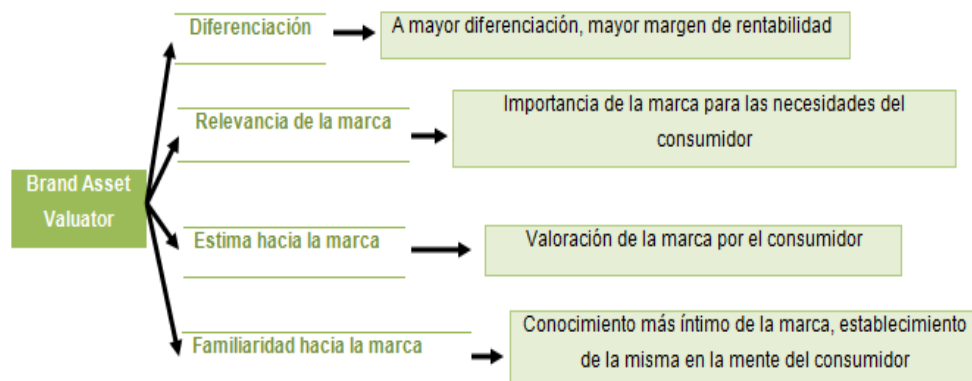 Diferenciación
A mayor diferenciación, mayor margen de rentabilidad
Relevancia de la marca
Importancia de la marca para las necesidades del
consumidor
Brand Asset
Valuator
Estima hacia la marca
Valoración de la marca por el consumidor
Familiaridad hacia la marca
Conocimiento más íntimo de la marca, establecimiento
de la misma en la mente del consumidor